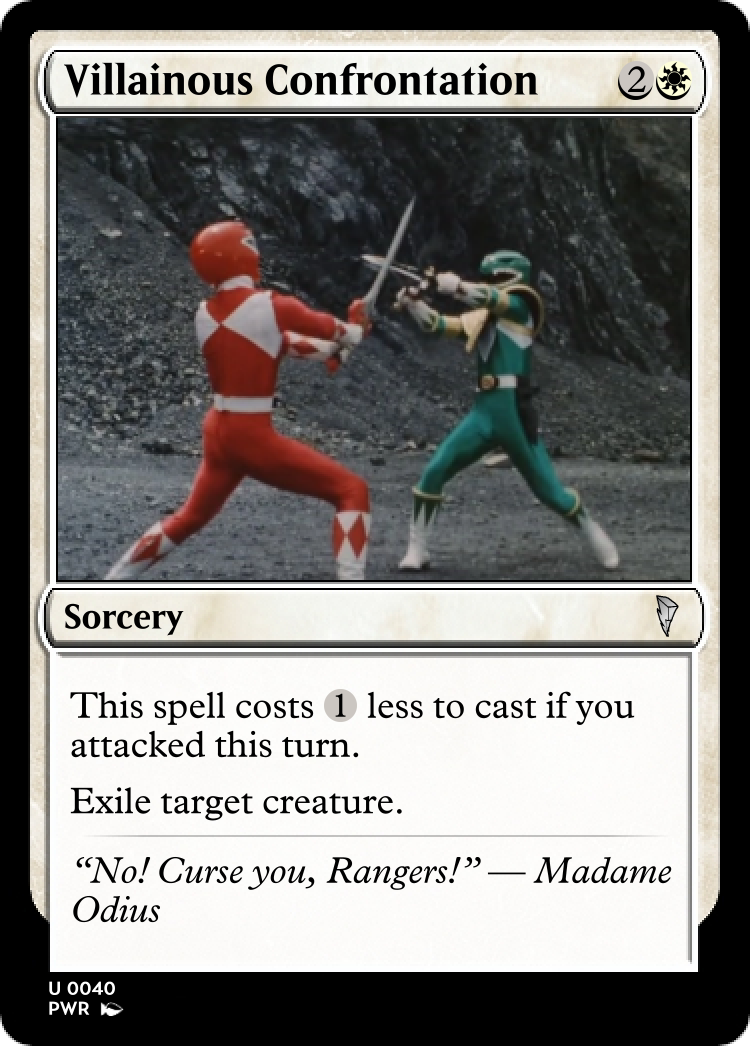 Villainous Confrontation 2
Sorcery
This spell costs 1 less to cast if you
attacked this turn.
Exile target creature.
“No! Curse you, Rangers!” — Madame
Odius
U 0040
PWR